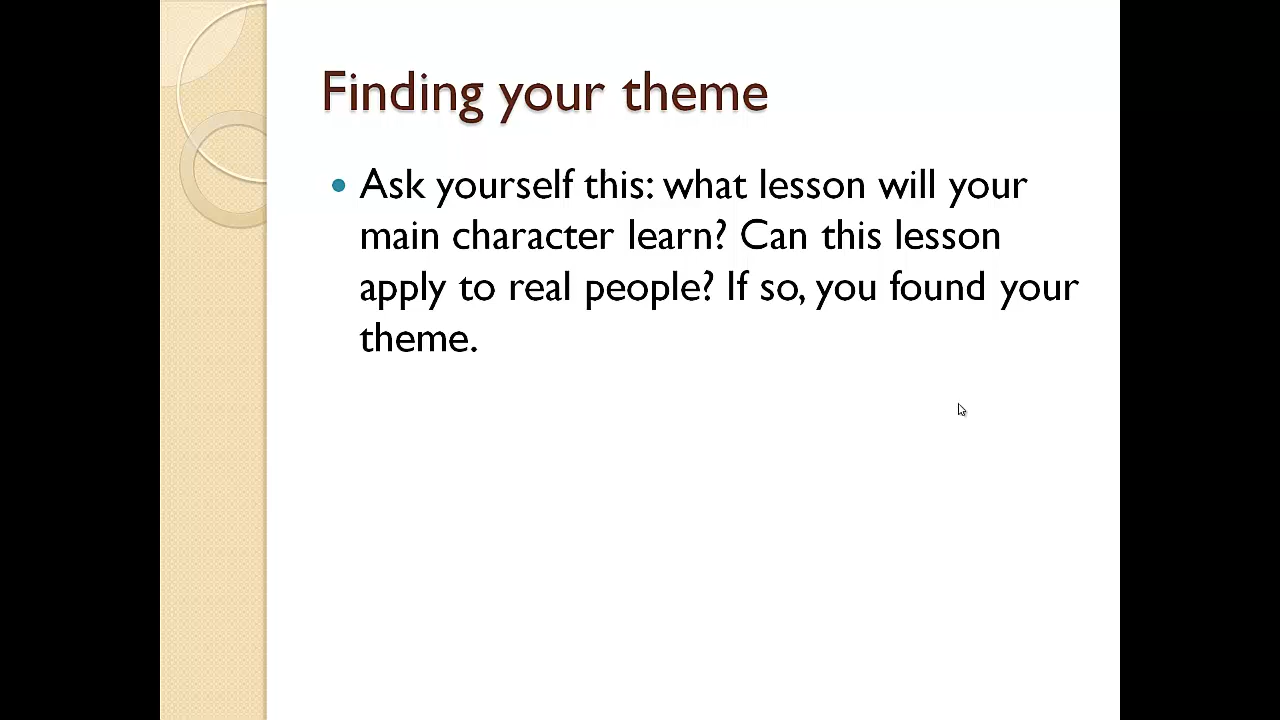 Finding your theme
Ask yourself this: what lesson will your
main character learn? Can this lesson
apply to real people? If so, you found your
theme.